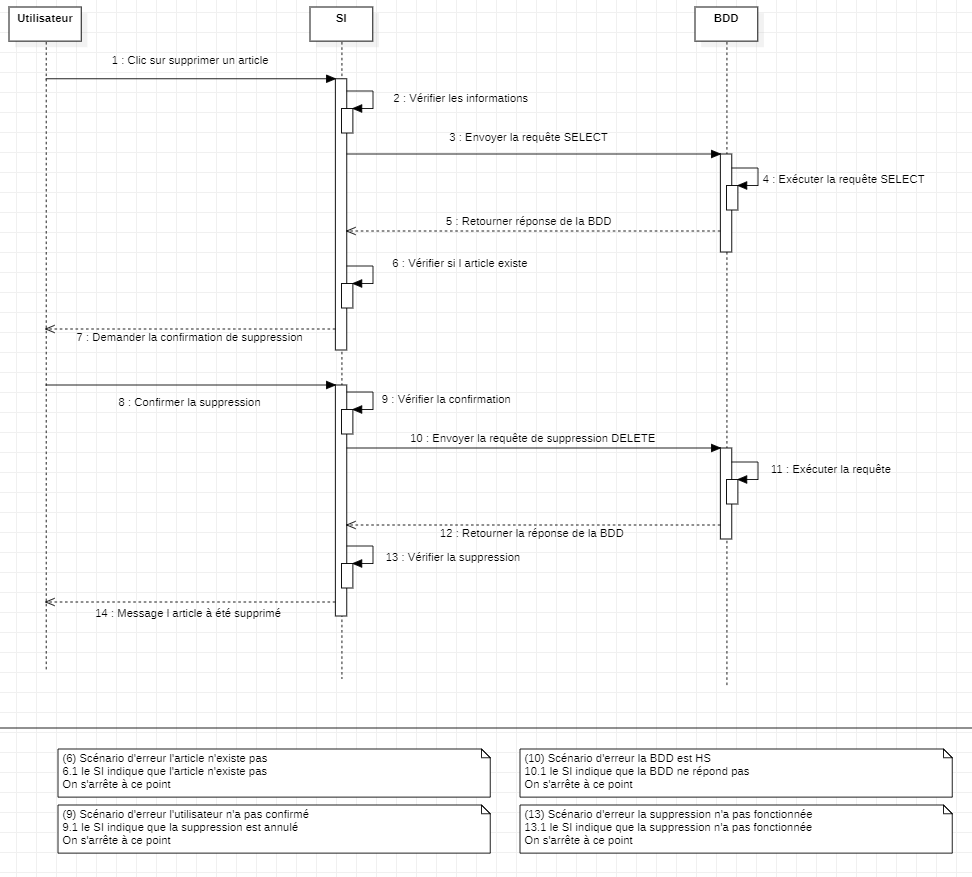 Utilisateur
SI
BDD
1 : Clic sur supprimer un article
2 : Vérifier les informations
3 : Envoyer la requête SELECT
4 : Exécuter la requête SELECT
5 : Retourner réponse de la BDD
6 : Vérifier si l article existe
7 : Demander la confirmation de suppression
8 : Confirmer la suppression
9 : Vérifier la confirmation
10 : Envoyer la requête de suppression DELETE
11 : Exécuter la requête
12 : Retourner la réponse de la BDD
13 : Vérifier la suppression
14 : Message l article à été supprimé
(6) Scénario d'erreur l'article n'existe pas
6.1 le SI indique que l'article n'existe pas
On s'arrête à ce point
(10) Scénario d'erreur la BDD est HS
10.1 le SI indique que la BDD ne répond pas
On s'arrête à ce point
(9) Scénario d'erreur l'utilisateur n'a pas confirmé
9.1 le SI indique que la suppression est annulé
On s'arrête à ce point
(13) Scénario d'erreur la suppression n'a pas fonctionnée
13.1 le SI indique que la suppression n'a pas fonctionnée
On s'arrête à ce point